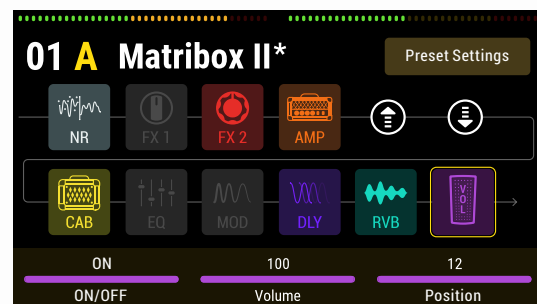 01 A Matribox II*
Preset Settings
NR FX 1 FX 2 AMP
CAB EQ MOD DLY RVB VOL
ON 100 12
ON/OFF Volume Position